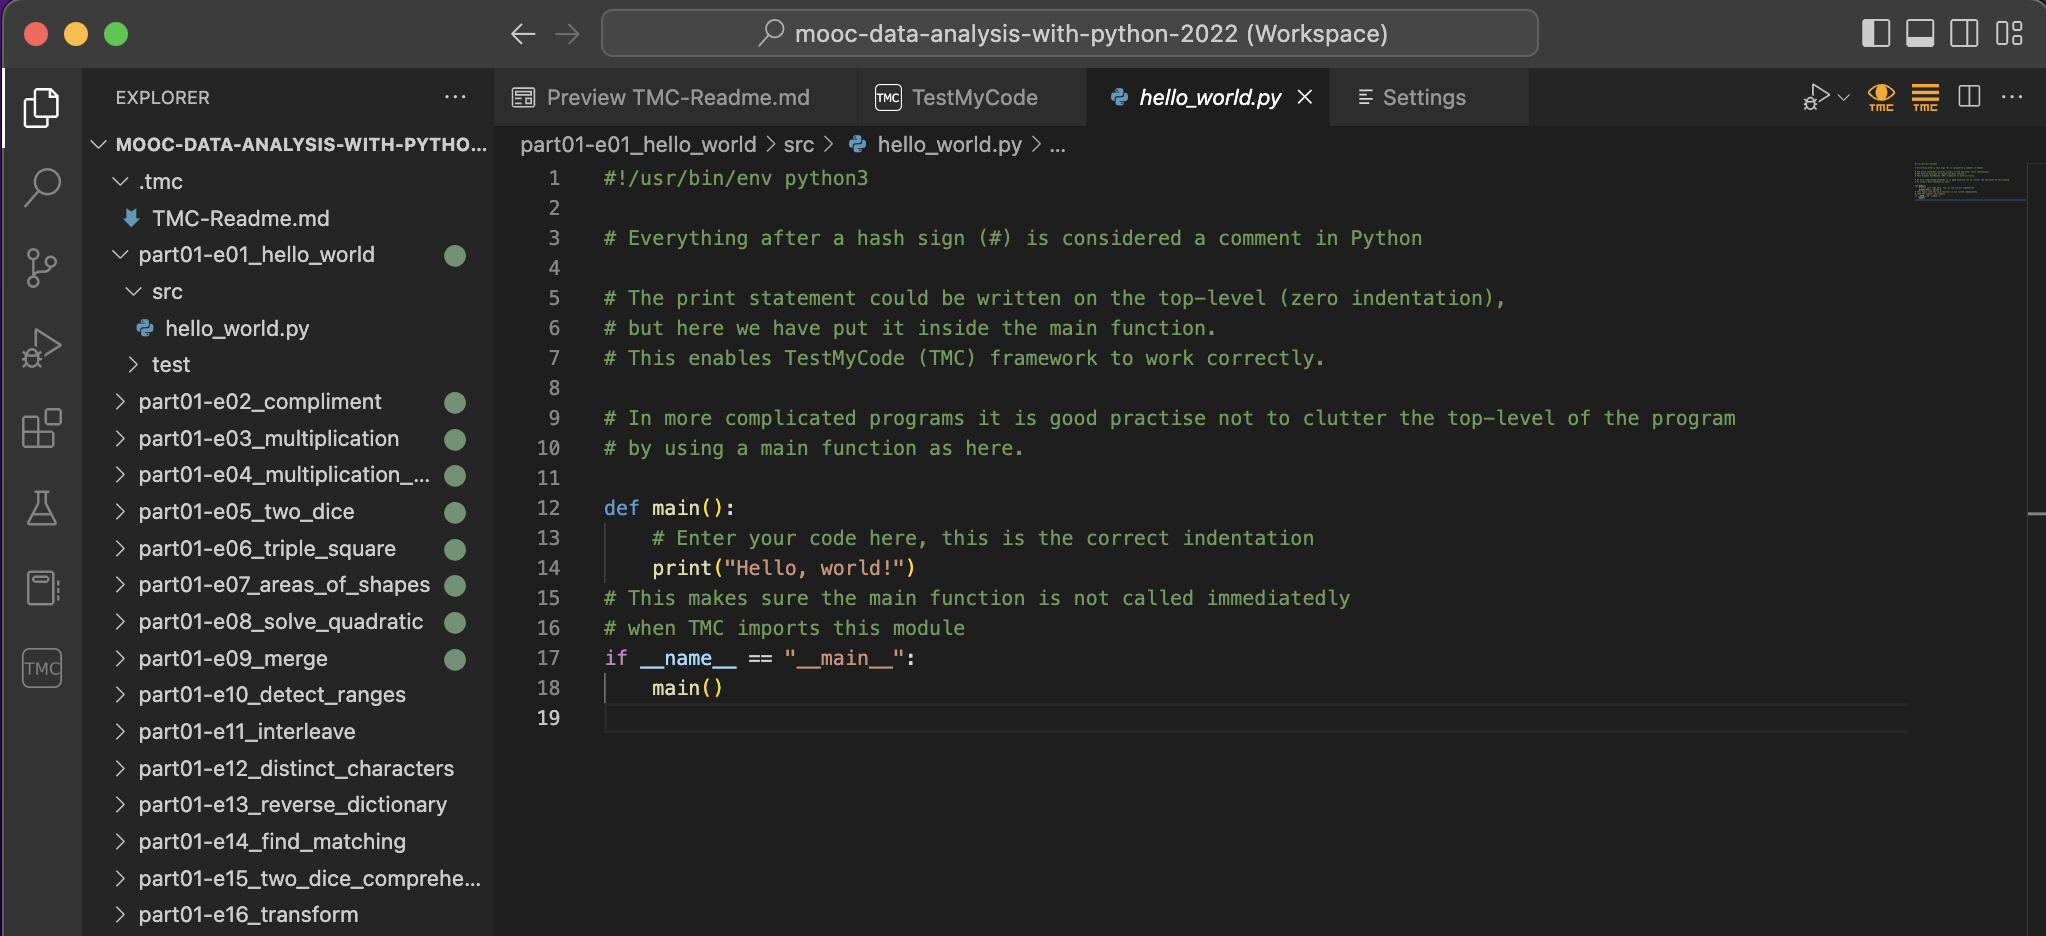 mooc-data-analysis-with-python-2022 (Workspace)
EXPLORER
MOOC-DATA-ANALYSIS-WITH-PYTHO...
.tmc
TMC-Readme.md
part01-e01_hello_world
src
hello_world.py
test
part01-e02_compliment
part01-e03_multiplication
part01-e04_multiplication_...
part01-e05_two_dice
part01-e06_triple_square
part01-e07_areas_of_shapes
part01-e08_solve_quadratic
part01-e09_merge
part01-e10_detect_ranges
part01-e11_interleave
part01-e12_distinct_characters
part01-e13_reverse_dictionary
part01-e14_find_matching
part01-e15_two_dice_comprehe...
part01-e16_transform
TMC
Preview TMC-Readme.md
TMC TestMyCode
hello_world.py
Settings
TMC
TMC
part01-e01_hello_world > src > hello_world.py > ...
1 #!/usr/bin/env python3
2
3 # Everything after a hash sign (#) is considered a comment in Python
4
5 # The print statement could be written on the top-level (zero indentation),
6 # but here we have put it inside the main function.
7 # This enables TestMyCode (TMC) framework to work correctly.
8
9 # In more complicated programs it is good practise not to clutter the top-level of the program
10 # by using a main function as here.
11
12 def main():
13     # Enter your code here, this is the correct indentation
14     print("Hello, world!")
15 # This makes sure the main function is not called immediatedly
16 # when TMC imports this module
17 if __name__ == "__main__":
18     main()
19